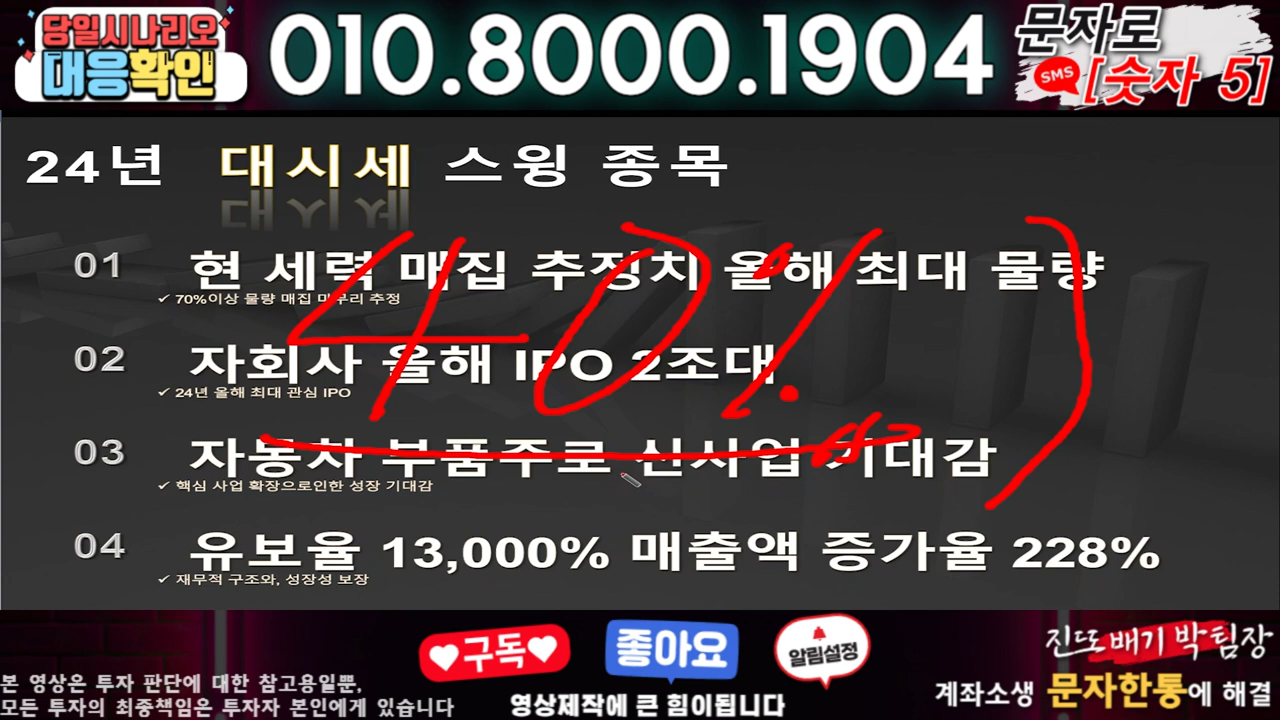 당일시나리오
대응확인
010.8000.1904
문자로
SMS
[숫자 5]
24년 대시세 스윙 종목
01 현 세력 매집 추정치 올해 최대 물량
✓ 70%이상 물량 매집 마무리 추정
02 자회사 올해 IPO 2조대
✓ 24년 올해 최대 관심 IPO
03 자동차 부품주로 신사업 기대감
✓ 핵심 사업 확장으로인한 성장 기대감
04 유보율 13,000% 매출액 증가율 228%
✓ 재무적 구조와, 성장성 보장
40%
구독
좋아요
알림설정
영상제작에 큰 힘이됩니다
본 영상은 투자 판단에 대한 참고용일뿐,
모든 투자의 최종책임은 투자자 본인에게 있습니다
진또배기 박팀장
계좌소생 문자한통에 해결